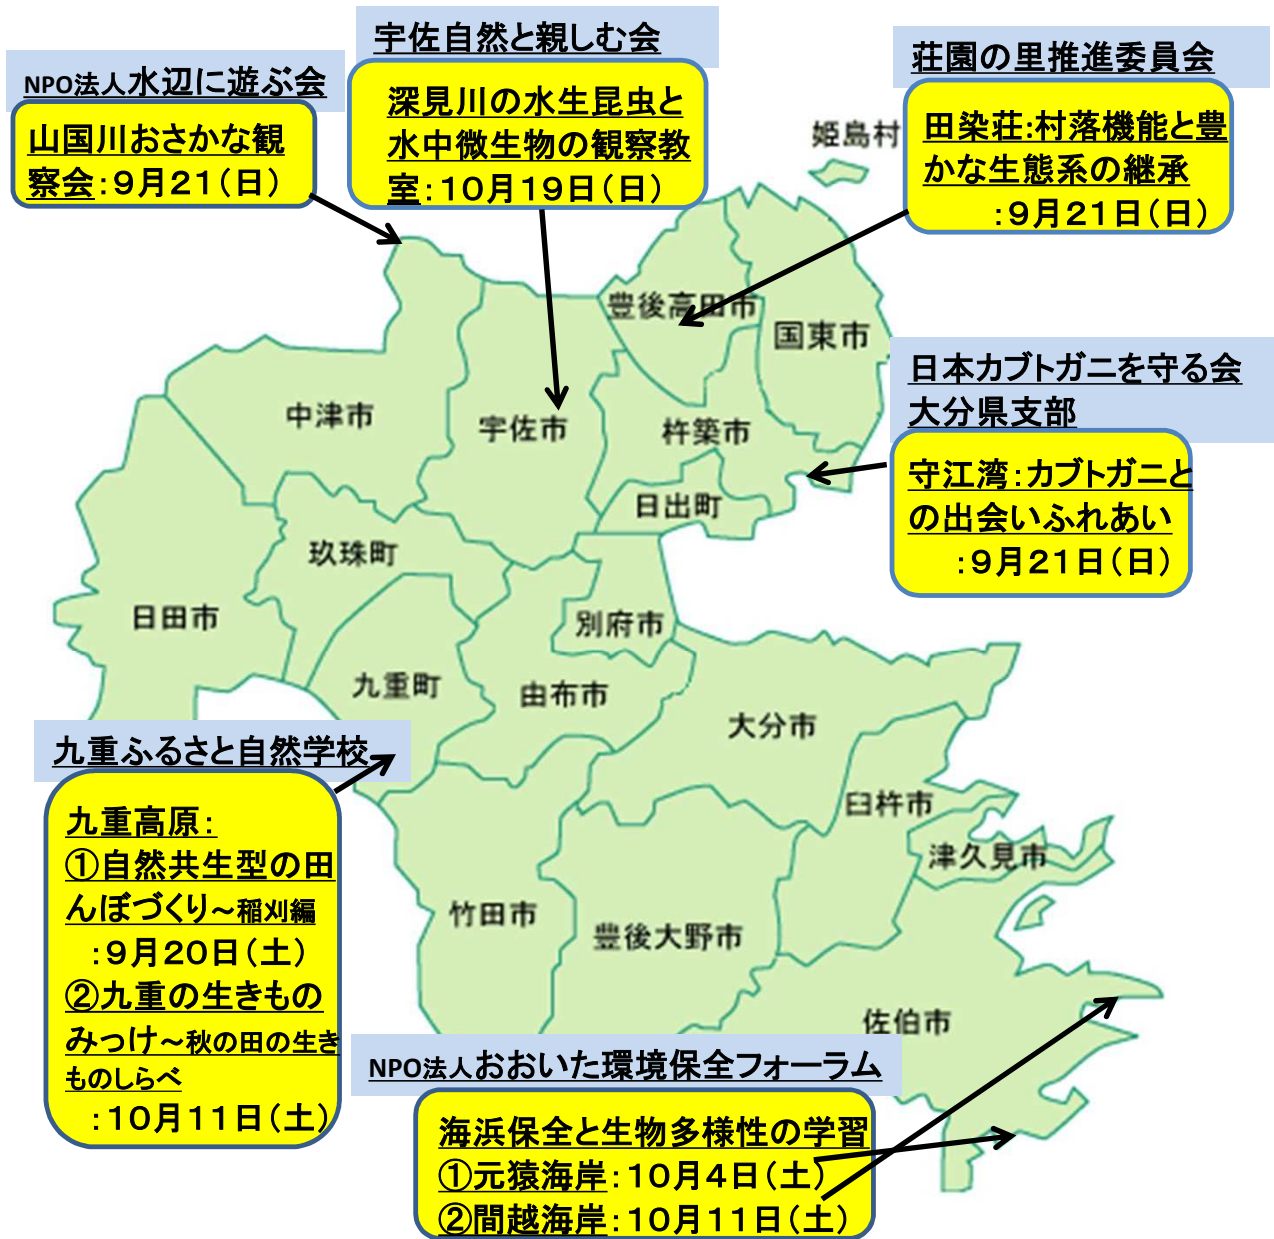 宇佐自然と親しむ会
深見川の水生昆虫と
水中微生物の観察教
室：１０月１９日（日）
NPO法人水辺に遊ぶ会
山国川おさかな観
察会：９月２１（日）
荘園の里推進委員会
田染荘:村落機能と豊
かな生態系の継承
：９月２１日（日）
姫島村
豊後高田市
国東市
中津市
宇佐市
杵築市
日出町
玖珠町
日田市
別府市
九重町
由布市
大分市
臼杵市
津久見市
竹田市
豊後大野市
佐伯市
日本カブトガニを守る会
大分県支部
守江湾：カブトガニと
の出会いふれあい
：９月２１日（日）
九重ふるさと自然学校
九重高原：
①自然共生型の田
んぼづくり～稲刈編
：９月２０日（土）
②九重の生きもの
みっけ～秋の田の生き
ものしらべ
：１０月１１日（土）
NPO法人おおいた環境保全フォーラム
海浜保全と生物多様性の学習
①元猿海岸：１０月４日（土）
②間越海岸：１０月１１日（土）